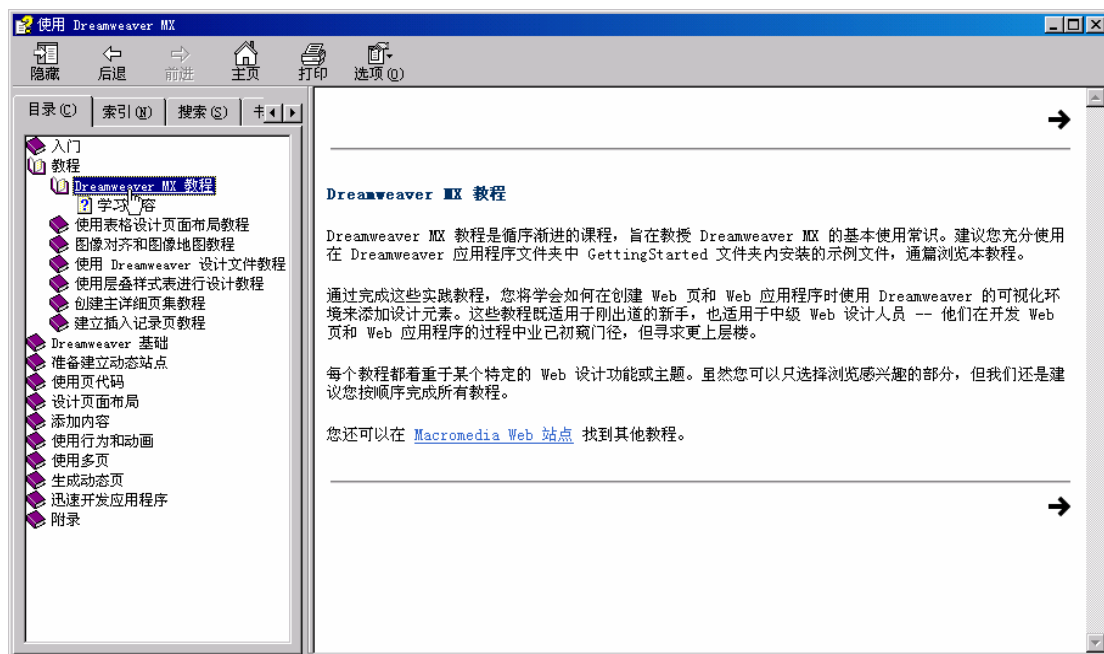 使用 Dreamweaver MX
隐藏 后退 前进 主页 打印 选项(O)
目录(C) 索引(N) 搜索(S)
入门
教程
Dreamweaver MX 教程
学习 容
使用表格设计页面布局教程
图像对齐和图像地图教程
使用 Dreamweaver 设计文件教程
使用层叠样式表进行设计教程
创建主详细页集教程
建立插入记录页教程
Dreamweaver 基础
准备建立动态站点
使用页代码
设计页面布局
添加内容
使用行为和动画
使用多页
生成动态页
迅速开发应用程序
附录
Dreamweaver MX 教程
Dreamweaver MX 教程是循序渐进的课程，旨在教授 Dreamweaver MX 的基本使用常识。建议您充分使用
在 Dreamweaver 应用程序文件夹中 GettingStarted 文件夹内安装的示例文件，通篇浏览本教程。
通过完成这些实践教程，您将学会如何在创建 Web 页和 Web 应用程序时使用 Dreamweaver 的可视化环
境来添加设计元素。这些教程既适用于刚出道的新手，也适用于中级 Web 设计人员 -- 他们在开发 Web
页和 Web 应用程序的过程中业已初窥门径，但寻求更上层楼。
每个教程都着重于某个特定的 Web 设计功能或主题。虽然您可以只选择浏览感兴趣的部分，但我们还是建
议您按顺序完成所有教程。
您还可以在 Macromedia Web 站点 找到其他教程。